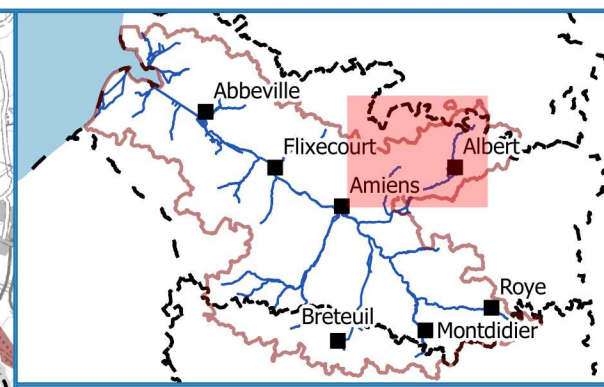 Abbeville
Flixecourt
Albert
Amiens
Roye
Breteuil
Montdidier